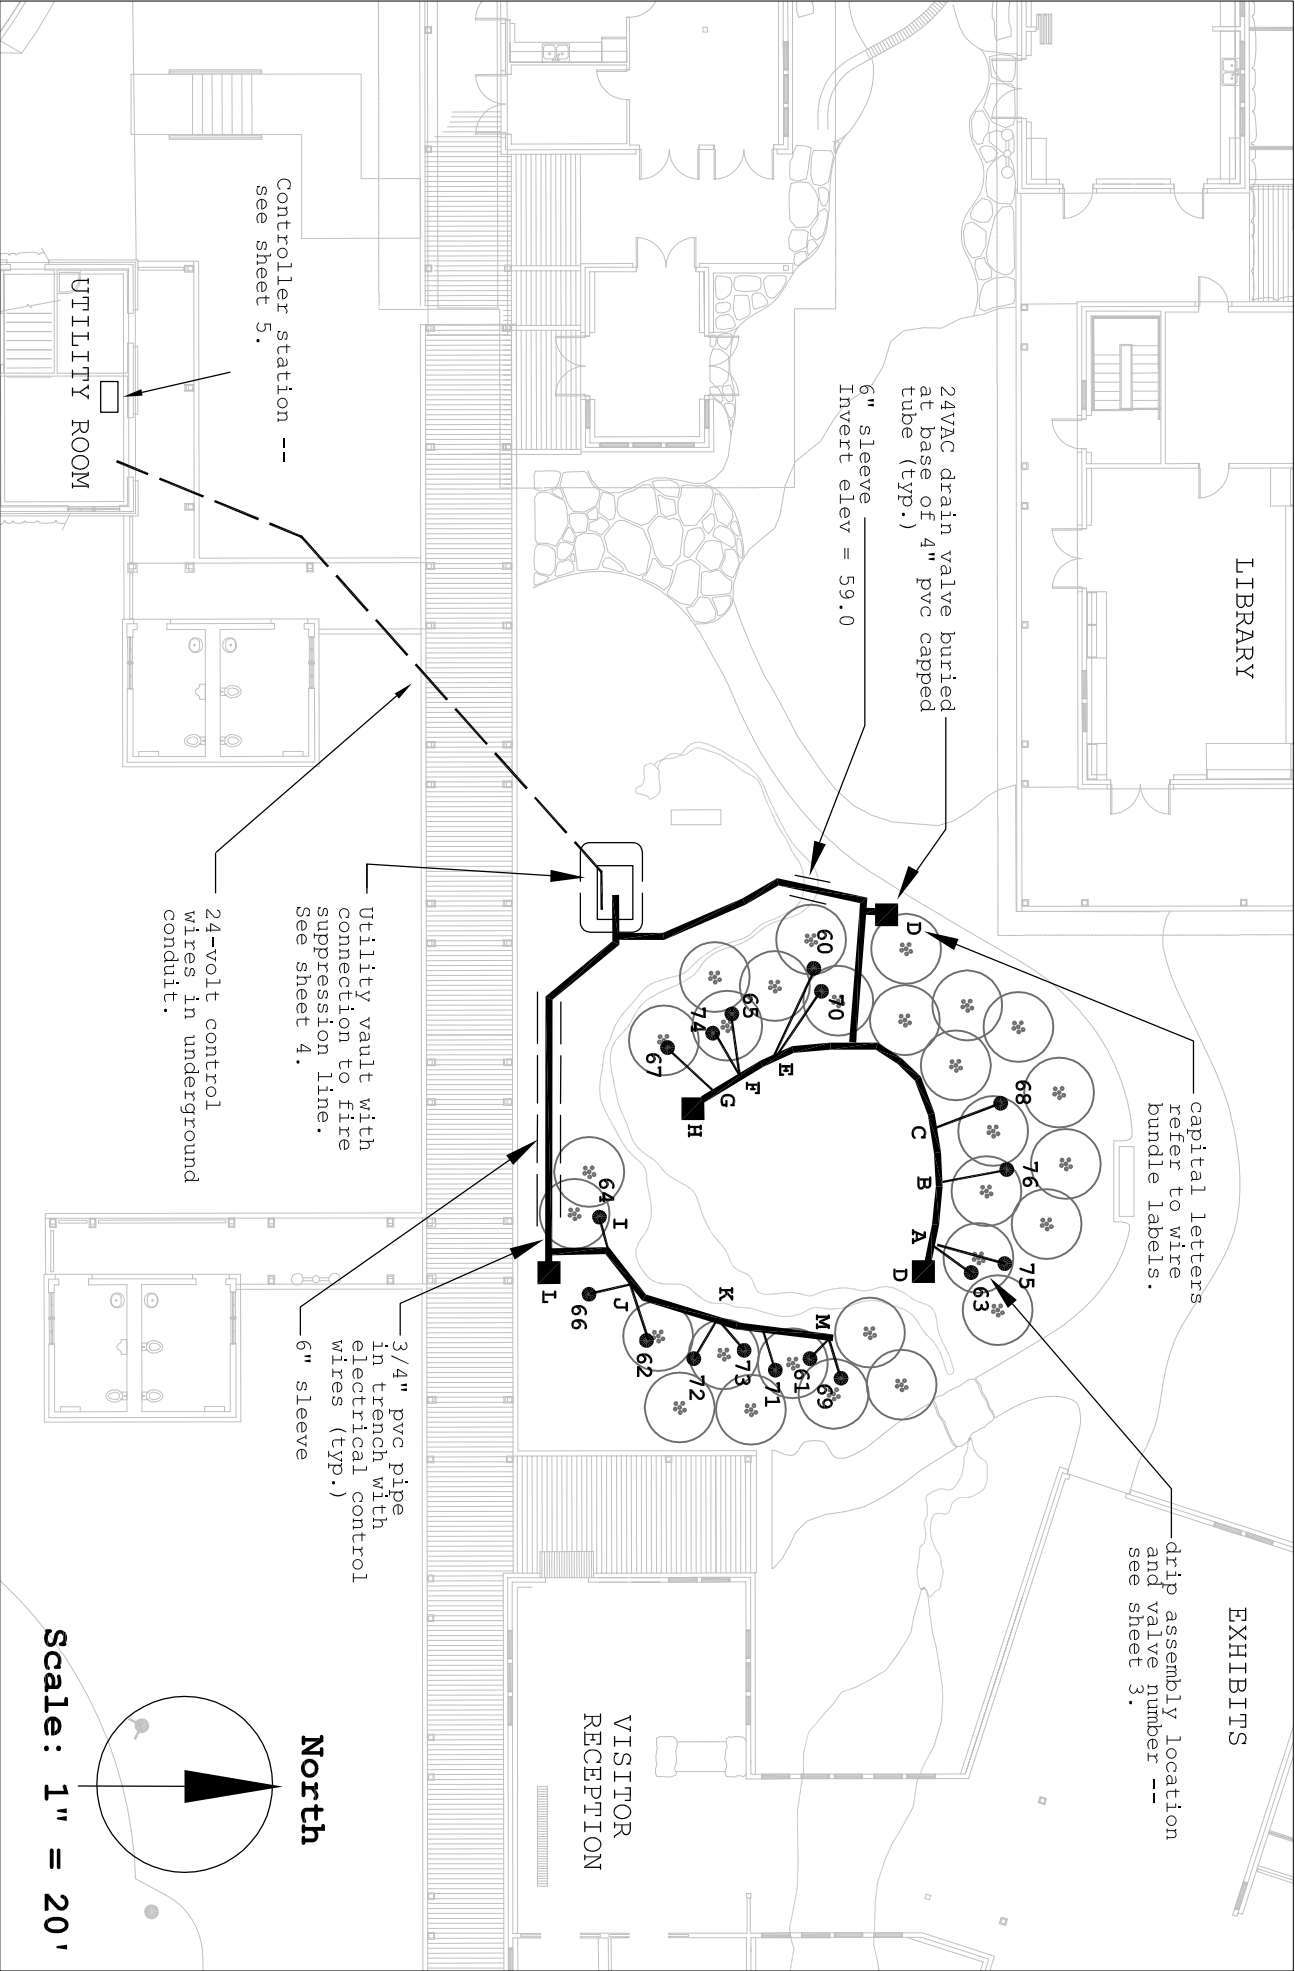 LIBRARY
EXHIBITS
capital letters
refer to wire
bundle labels.
drip assembly location
and valve number --
see sheet 3.
24VAC drain valve buried
at base of 4" pvc capped
tube (typ.)
6" sleeve
Invert elev = 59.0
D
60
70
65
74
67
E
F
G
H
68
C
76
B
A
75
63
D
64
I
L
66
J
62
K
72
73
71
61
M
69
VISITOR
RECEPTION
Controller station --
see sheet 5.
UTILITY ROOM
Utility vault with
connection to fire
suppression line.
See sheet 4.
24-volt control
wires in underground
conduit.
3/4" pvc pipe
in trench with
electrical control
wires (typ.)
6" sleeve
North
Scale: 1" = 20'